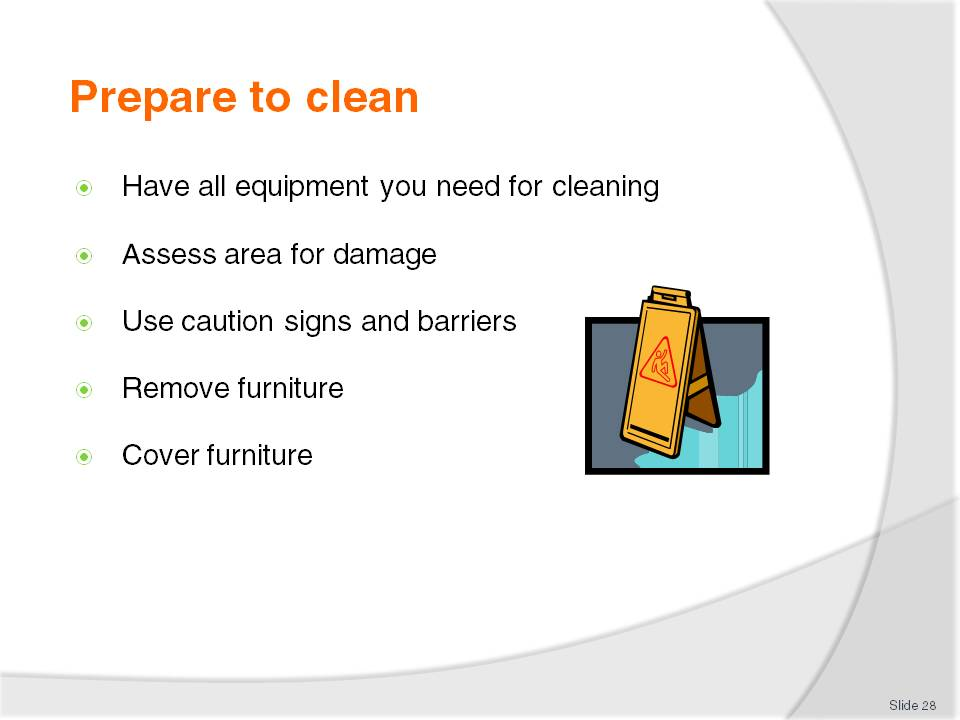 Prepare to clean
Have all equipment you need for cleaning
Assess area for damage
Use caution signs and barriers
Remove furniture
Cover furniture
Slide 28